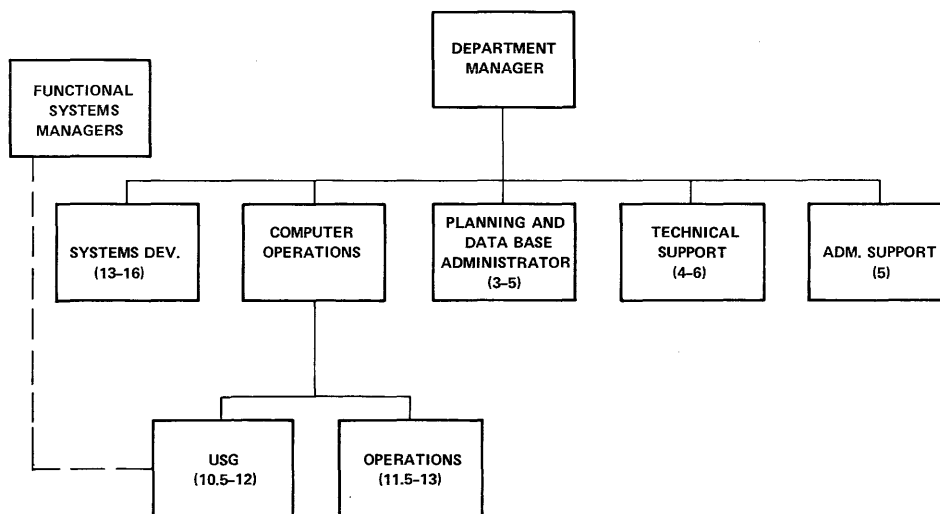 DEPARTMENT
MANAGER
FUNCTIONAL
SYSTEMS
MANAGERS
SYSTEMS DEV.
(13–16)
COMPUTER
OPERATIONS
PLANNING AND
DATA BASE
ADMINISTRATOR
(3–5)
TECHNICAL
SUPPORT
(4–6)
ADM. SUPPORT
(5)
USG
(10.5–12)
OPERATIONS
(11.5–13)